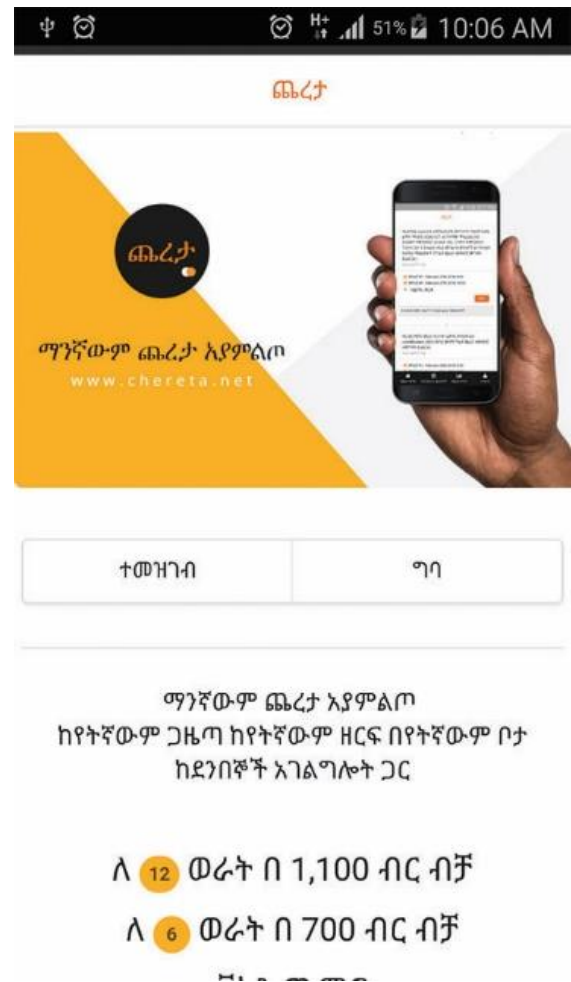 H+ 51% 10:06 AM
ጨረታ
ጨረታ
ማንኛውም ጨረታ አያምልጦ
www.chereta.net
ተመዝገብ ግባ
ማንኛውም ጨረታ አያምልጦ
ከየትኛውም ጋዜጣ ከየትኛውም ዘርፍ በየትኛውም ቦታ
ከደንበኞች አገልግሎት ጋር
ለ 12 ወራት በ 1,100 ብር ብቻ
ለ 6 ወራት በ 700 ብር ብቻ